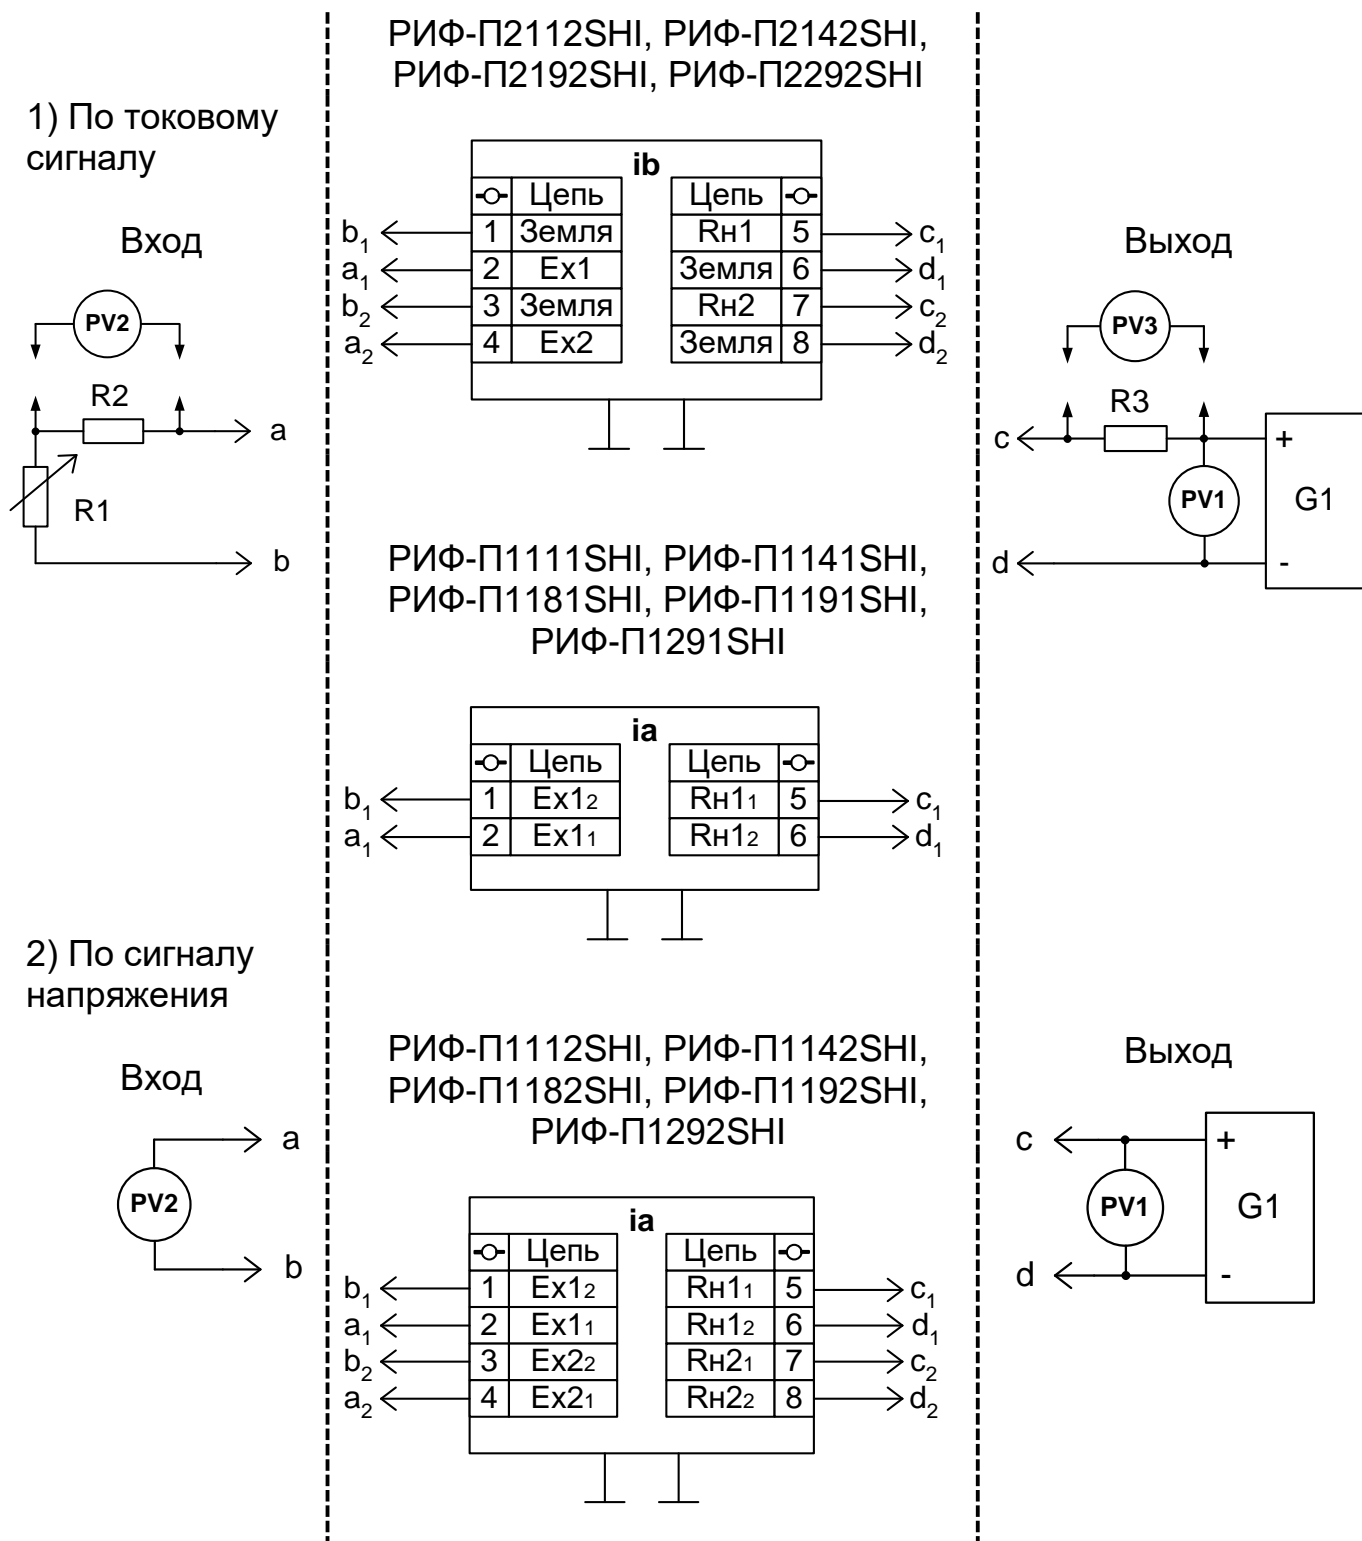 1) По токовому
сигналу
Вход
PV2
R2
a
R1
b
2) По сигналу
напряжения
Вход
a
PV2
b
РИФ-П2112SHI, РИФ-П2142SHI,
РИФ-П2192SHI, РИФ-П2292SHI
ib
Цепь Цепь
b1 1 Земля Rн1 5 c1
a1 2 Ex1 Земля 6 d1
b2 3 Земля Rн2 7 c2
a2 4 Ex2 Земля 8 d2
РИФ-П1111SHI, РИФ-П1141SHI,
РИФ-П1181SHI, РИФ-П1191SHI,
РИФ-П1291SHI
ia
Цепь Цепь
b1 1 Ex12 Rн11 5 c1
a1 2 Ex11 Rн12 6 d1
РИФ-П1112SHI, РИФ-П1142SHI,
РИФ-П1182SHI, РИФ-П1192SHI,
РИФ-П1292SHI
ia
Цепь Цепь
b1 1 Ex12 Rн11 5 c1
a1 2 Ex11 Rн12 6 d1
b2 3 Ex22 Rн21 7 c2
a2 4 Ex21 Rн22 8 d2
Выход
PV3
R3
c +
PV1 G1
d -
Выход
c +
PV1 G1
d -